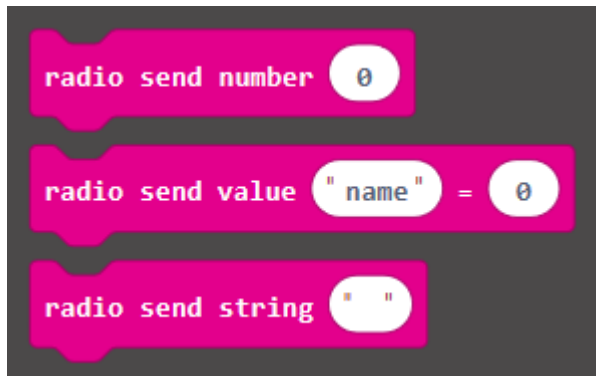 radio send number 0
radio send value "name" = 0
radio send string " "